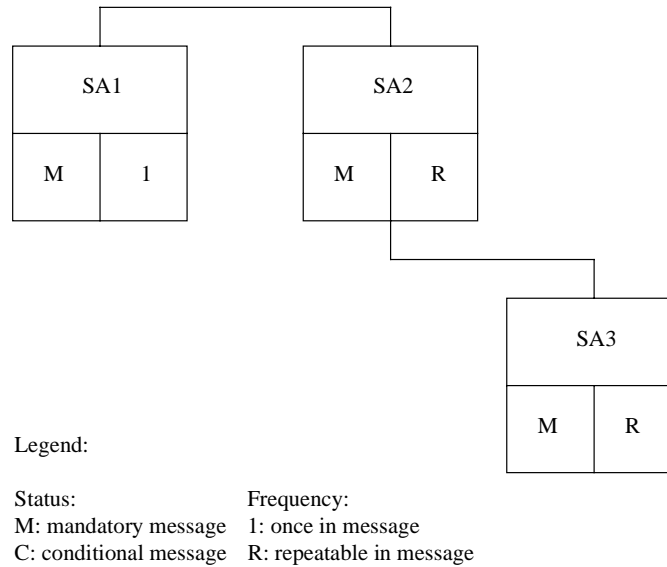 SA1
SA2
M
1
M
R
SA3
M
R
Legend:
Status:
Frequency:
M: mandatory message
1: once in message
C: conditional message
R: repeatable in message